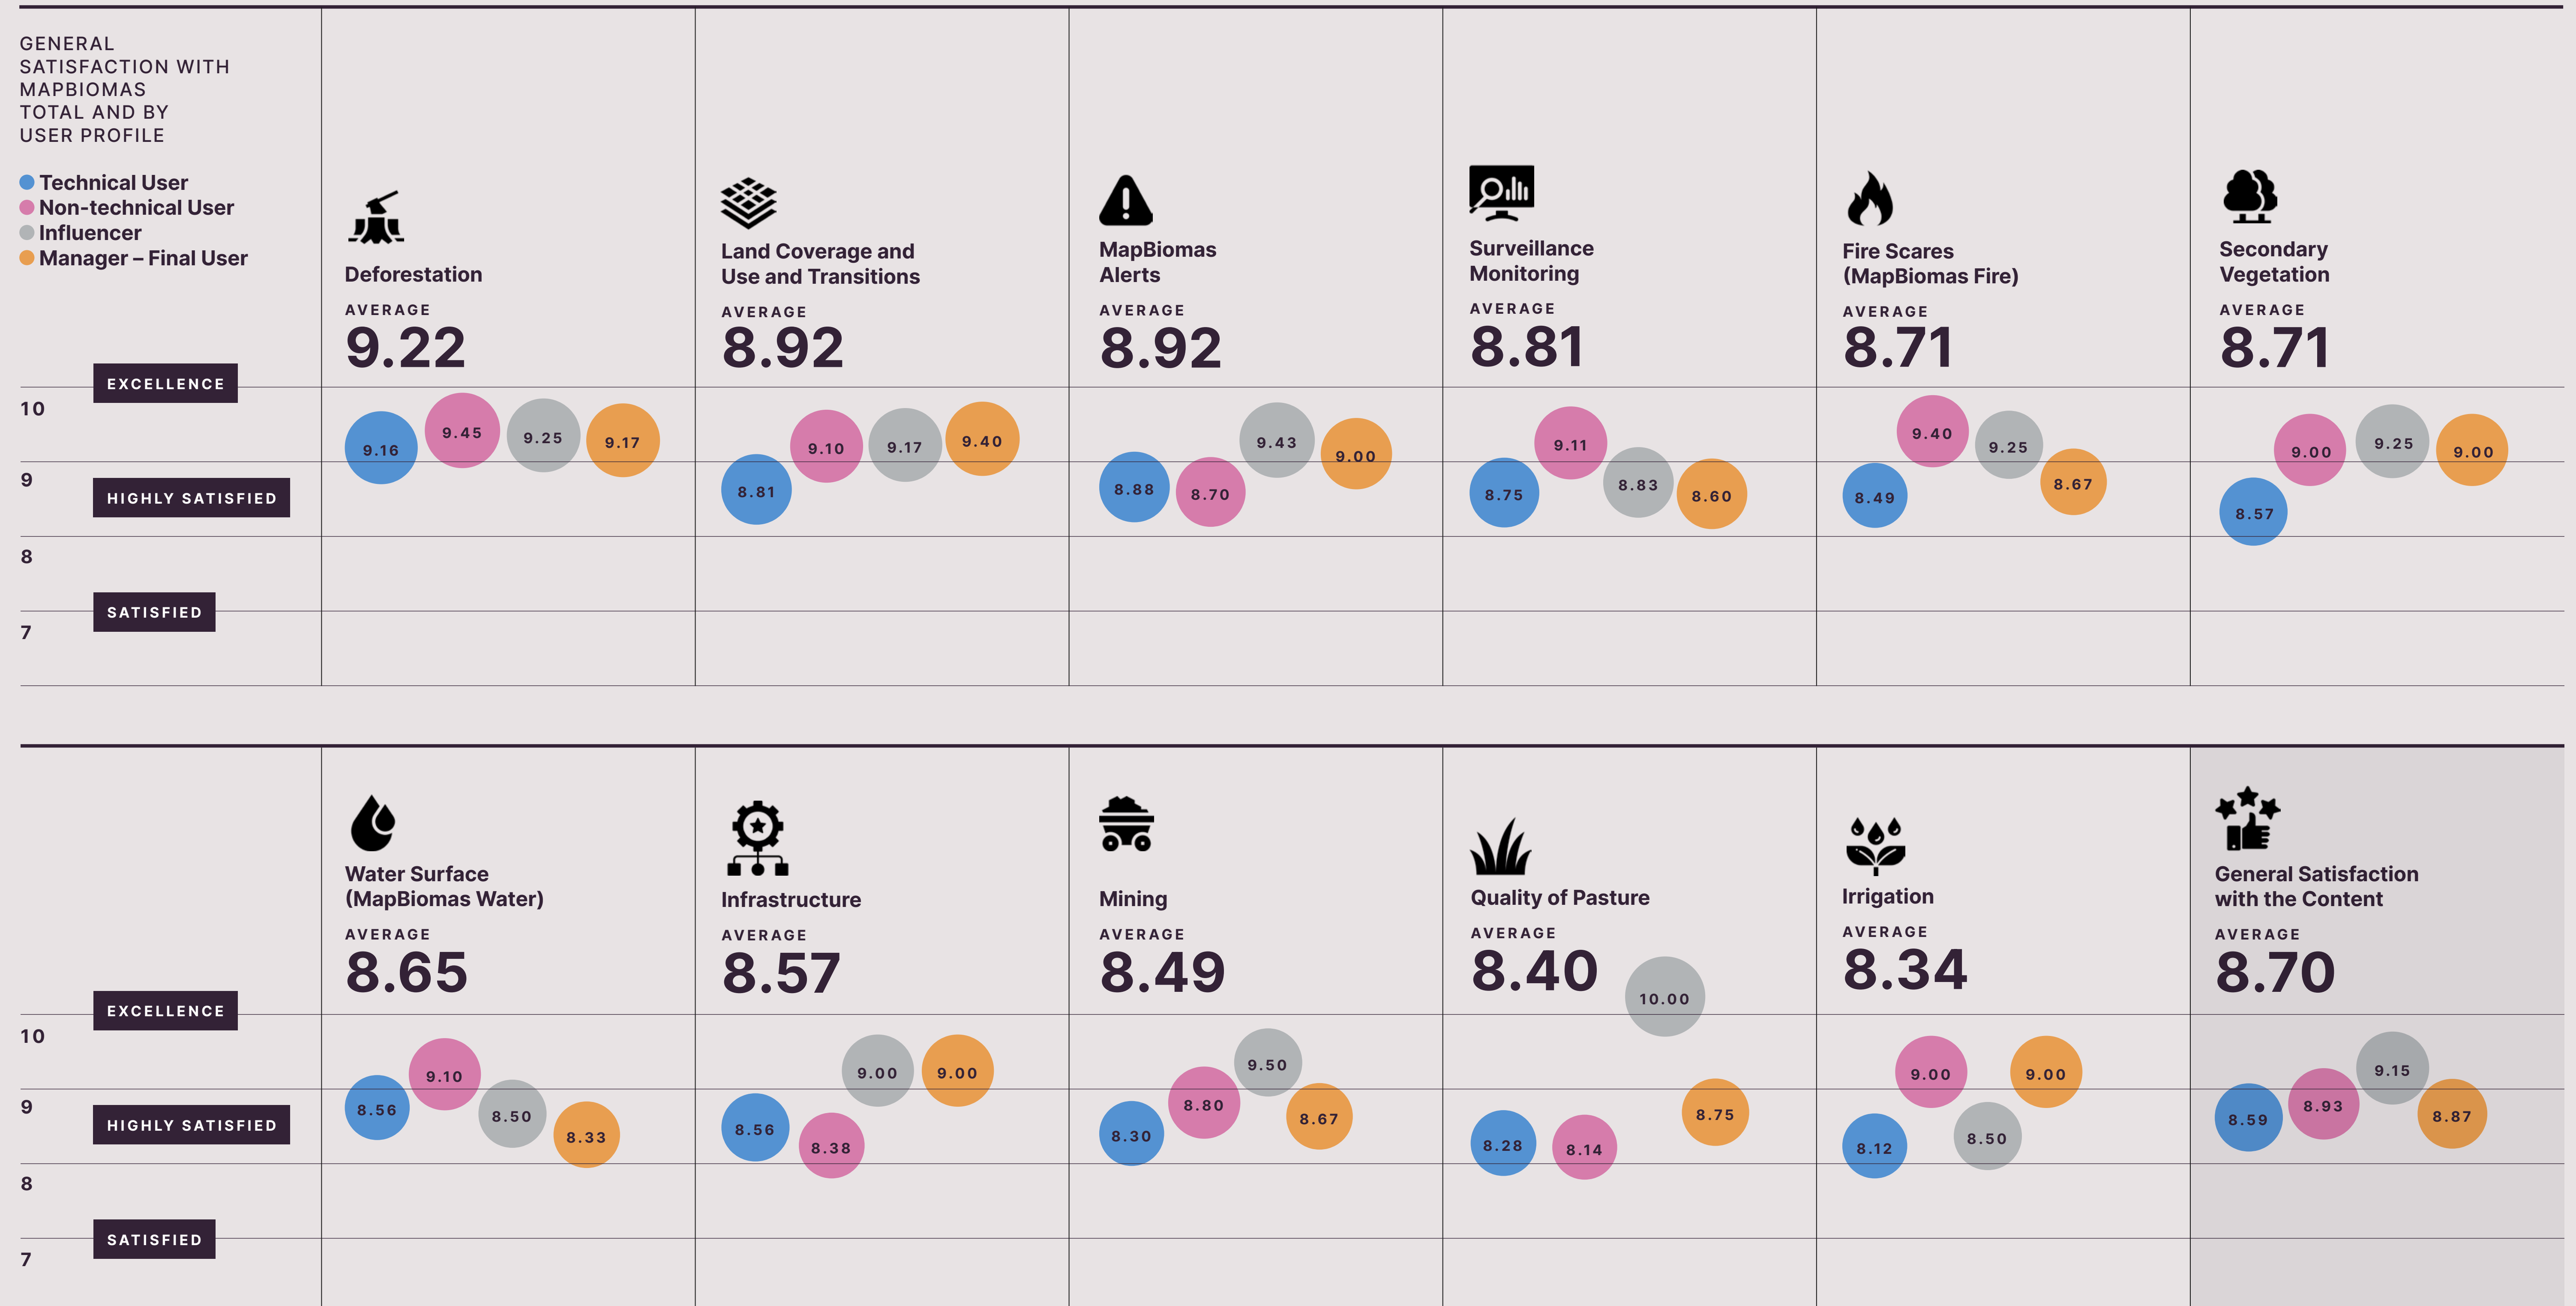 GENERAL
SATISFACTION WITH
MAPBIOMAS
TOTAL AND BY
USER PROFILE
Technical User
Non-technical User
Influencer
Manager – Final User
Deforestation
AVERAGE
9.22
Land Coverage and
Use and Transitions
AVERAGE
8.92
MapBiomas
Alerts
AVERAGE
8.92
Surveillance
Monitoring
AVERAGE
8.81
Fire Scares
(MapBiomas Fire)
AVERAGE
8.71
Secondary
Vegetation
AVERAGE
8.71
EXCELLENCE
10
9
HIGHLY SATISFIED
8
SATISFIED
7
9.16
9.45
9.25
9.17
8.81
9.10
9.17
9.40
8.88
8.70
9.43
9.00
8.75
9.11
8.83
8.60
8.49
9.40
9.25
8.67
8.57
9.00
9.25
9.00
Water Surface
(MapBiomas Water)
AVERAGE
8.65
Infrastructure
AVERAGE
8.57
Mining
AVERAGE
8.49
Quality of Pasture
AVERAGE
8.40
Irrigation
AVERAGE
8.34
General Satisfaction
with the Content
AVERAGE
8.70
EXCELLENCE
10
9
HIGHLY SATISFIED
8
SATISFIED
7
8.56
9.10
8.50
8.33
8.56
8.38
9.00
9.00
8.30
8.80
9.50
8.67
8.28
8.14
10.00
8.75
8.12
9.00
8.50
9.00
8.59
8.93
9.15
8.87